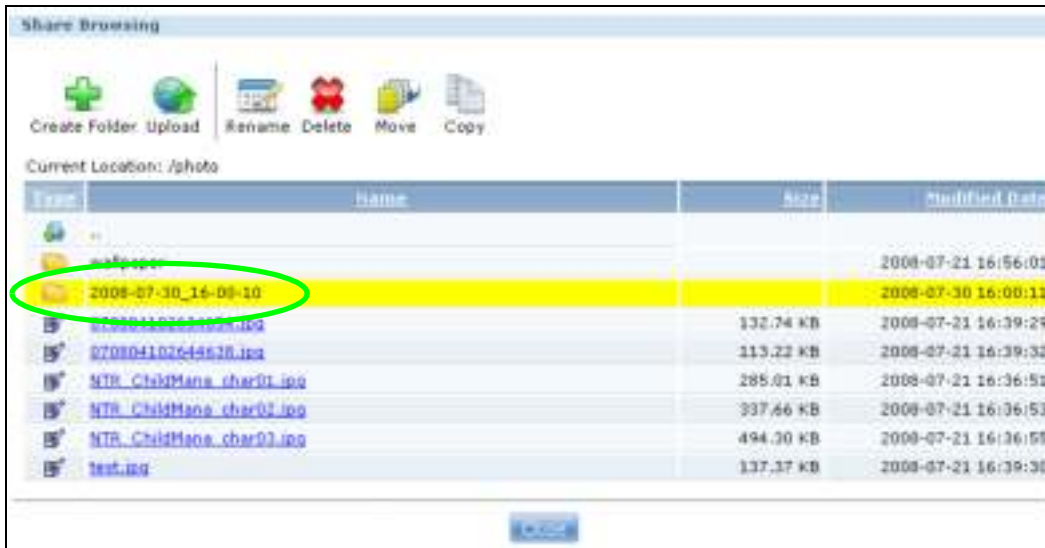 Share Browsing
Create Folder Upload Rename Delete Move Copy
Current Location: /photo
Type Name Size Modified Date
..
wallpaper 2008-07-21 16:56:01
2008-07-30_16-00-10 2008-07-30 16:00:11
132.74 KB 2008-07-21 16:39:29
070804102644638.jpg 113.22 KB 2008-07-21 16:39:32
NTR_ChildMana_char01.jpg 285.01 KB 2008-07-21 16:36:51
NTR_ChildMana_char02.jpg 337.66 KB 2008-07-21 16:36:53
NTR_ChildMana_char03.jpg 494.30 KB 2008-07-21 16:36:55
test.jpg 137.37 KB 2008-07-21 16:39:30
Close